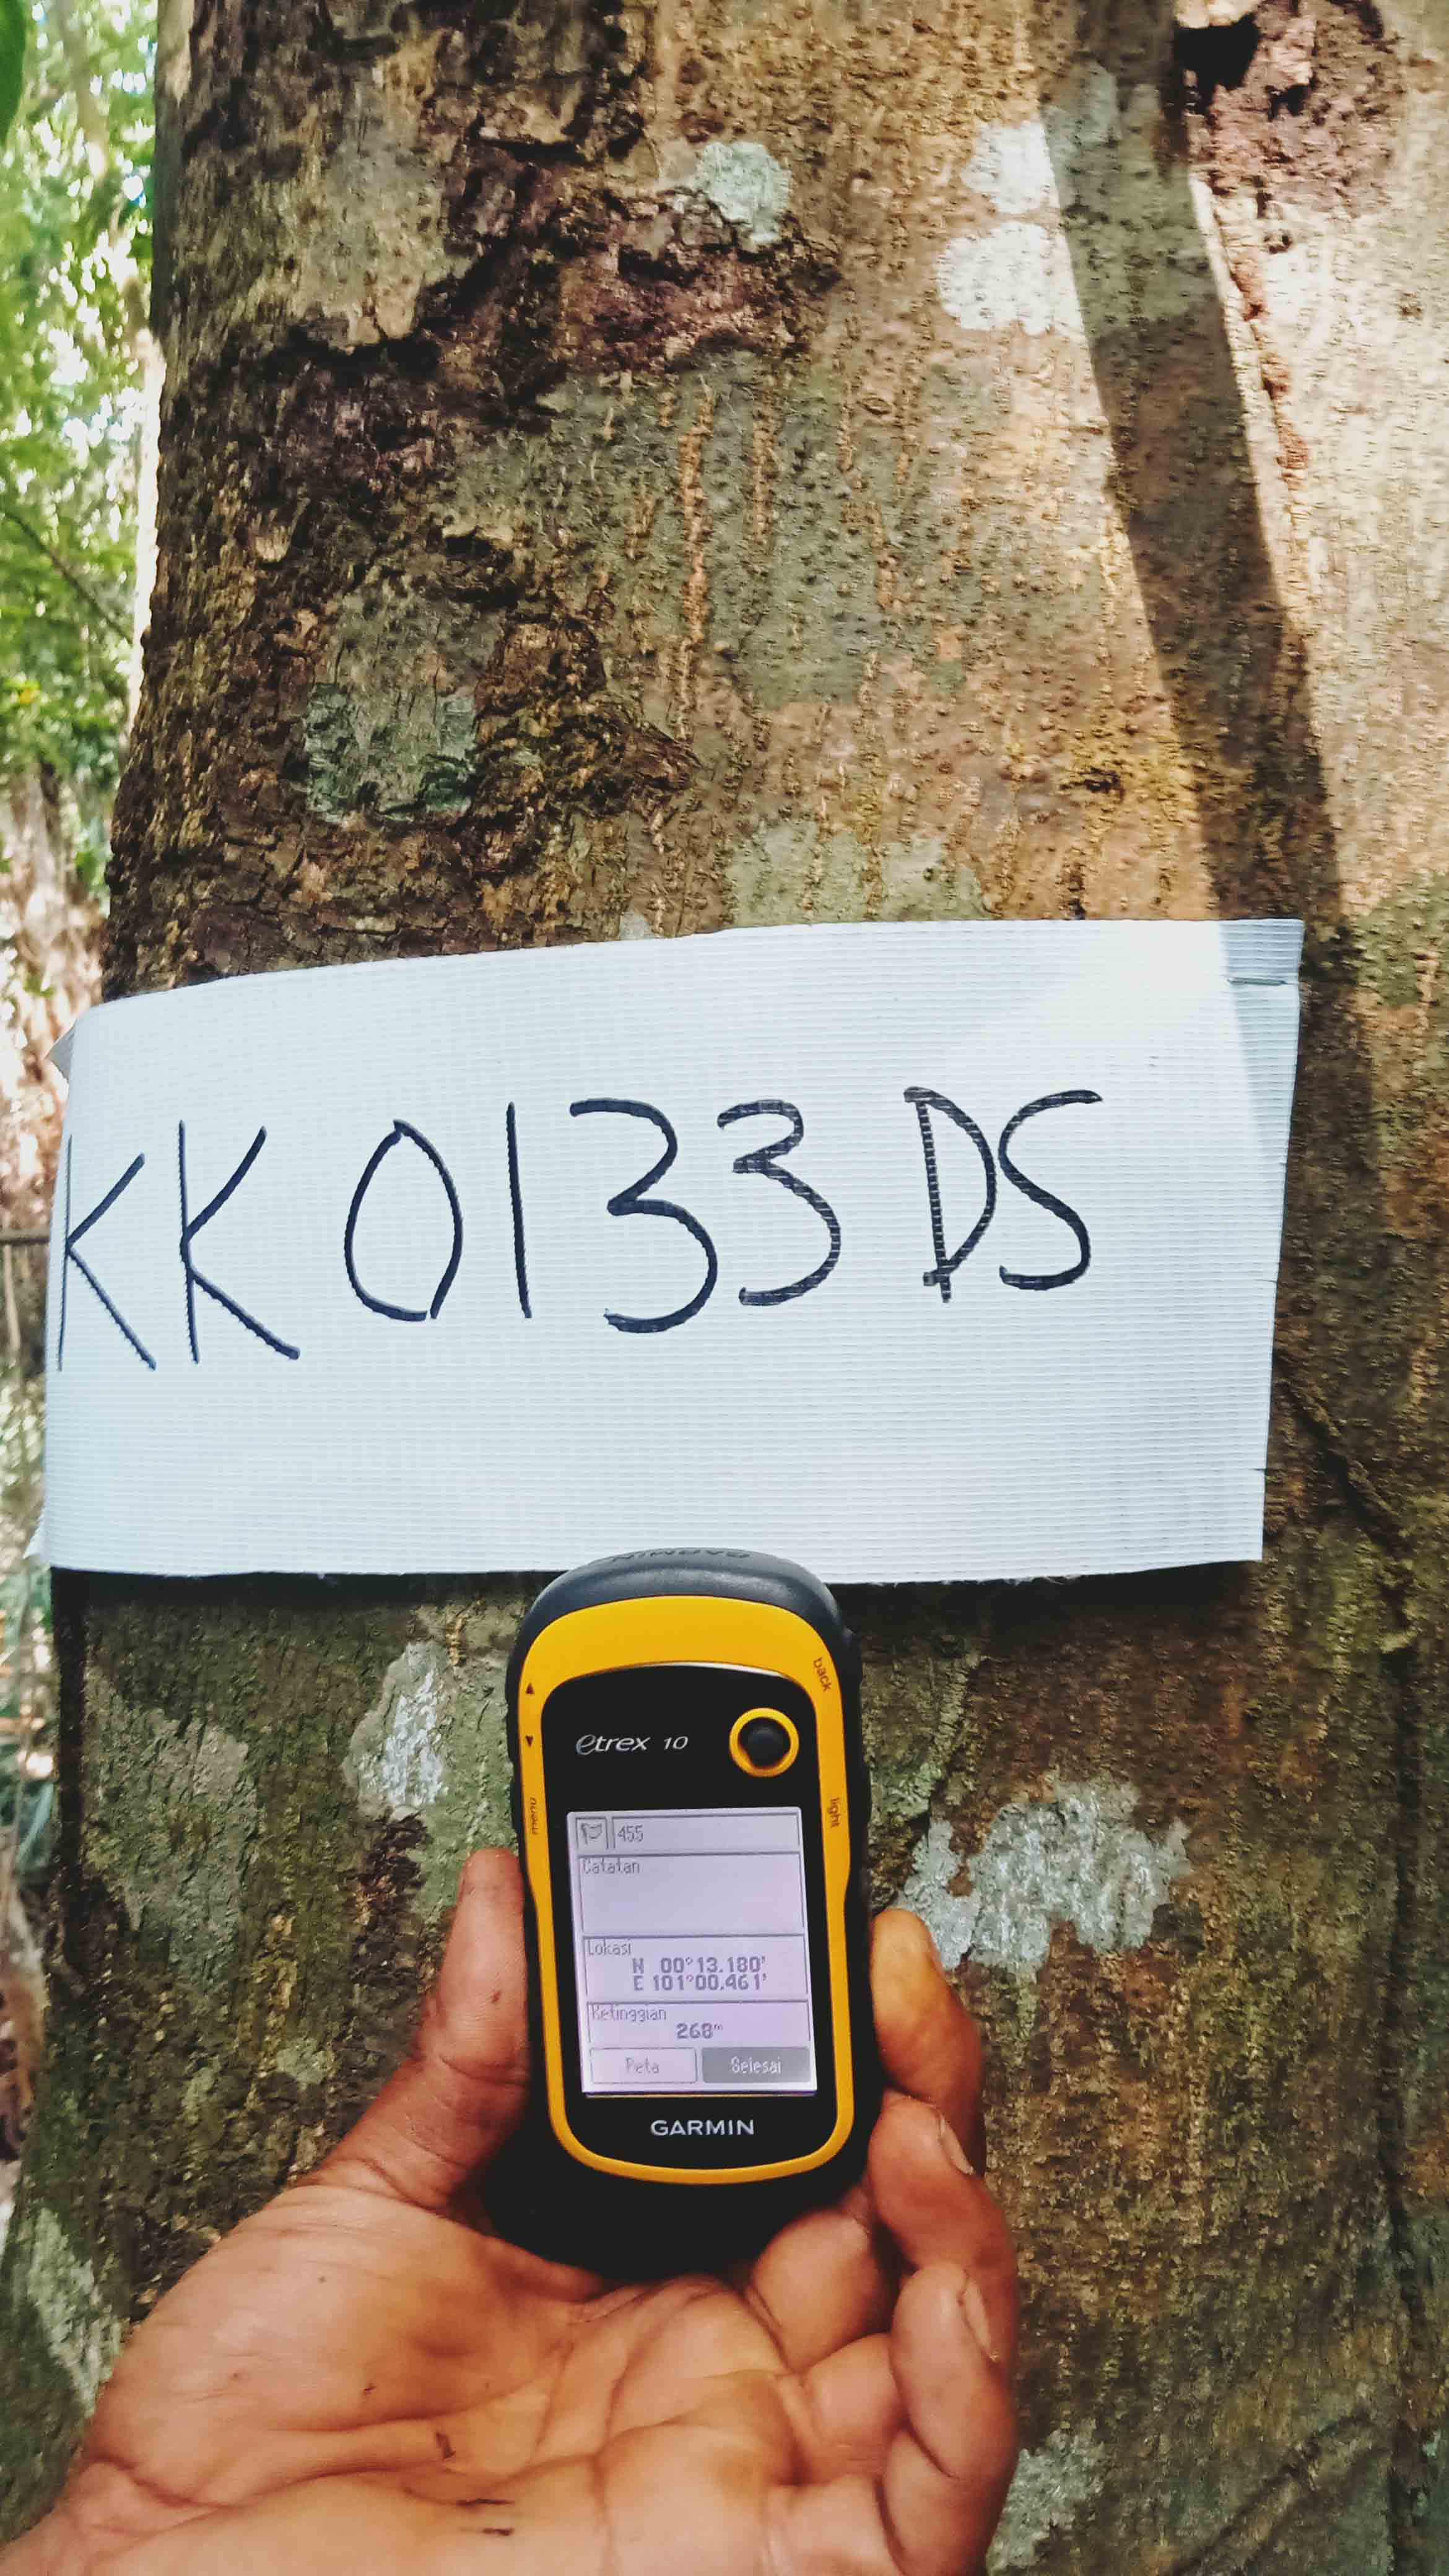 KK0133DS
GARMIN
back
etrex 10
menu
light
455
Catatan
Lokasi
N 00°13.180'
E 101°00.461'
Ketinggian
268m
Peta Selesai
GARMIN